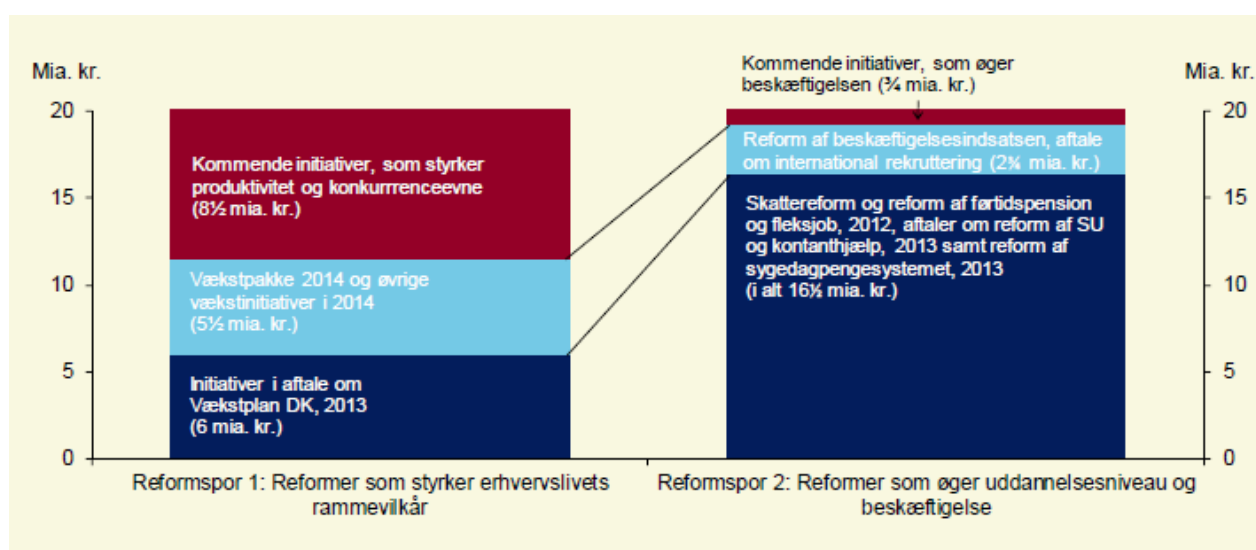 Mia. kr.
Kommende initiativer, som øger
beskæftigelsen (¾ mia. kr.)
Mia. kr.
20
15
10
5
0
Kommende initiativer, som styrker
produktivitet og konkurrrenceevne
(8½ mia. kr.)
Vækstpakke 2014 og øvrige
vækstinitiativer i 2014
(5½ mia. kr.)
Initiativer i aftale om
Vækstplan DK, 2013
(6 mia. kr.)
Reform af beskæftigelsesindsatsen, aftale
om international rekruttering (2¾ mia. kr.)
Skattereform og reform af førtidspension
og fleksjob, 2012, aftaler om reform af SU
og kontanthjælp, 2013 samt reform af
sygedagpengesystemet, 2013
(i alt 16½ mia. kr.)
20
15
10
5
0
Reformspor 1: Reformer som styrker erhvervslivets
rammevilkår
Reformspor 2: Reformer som øger uddannelsesniveau og
beskæftigelse